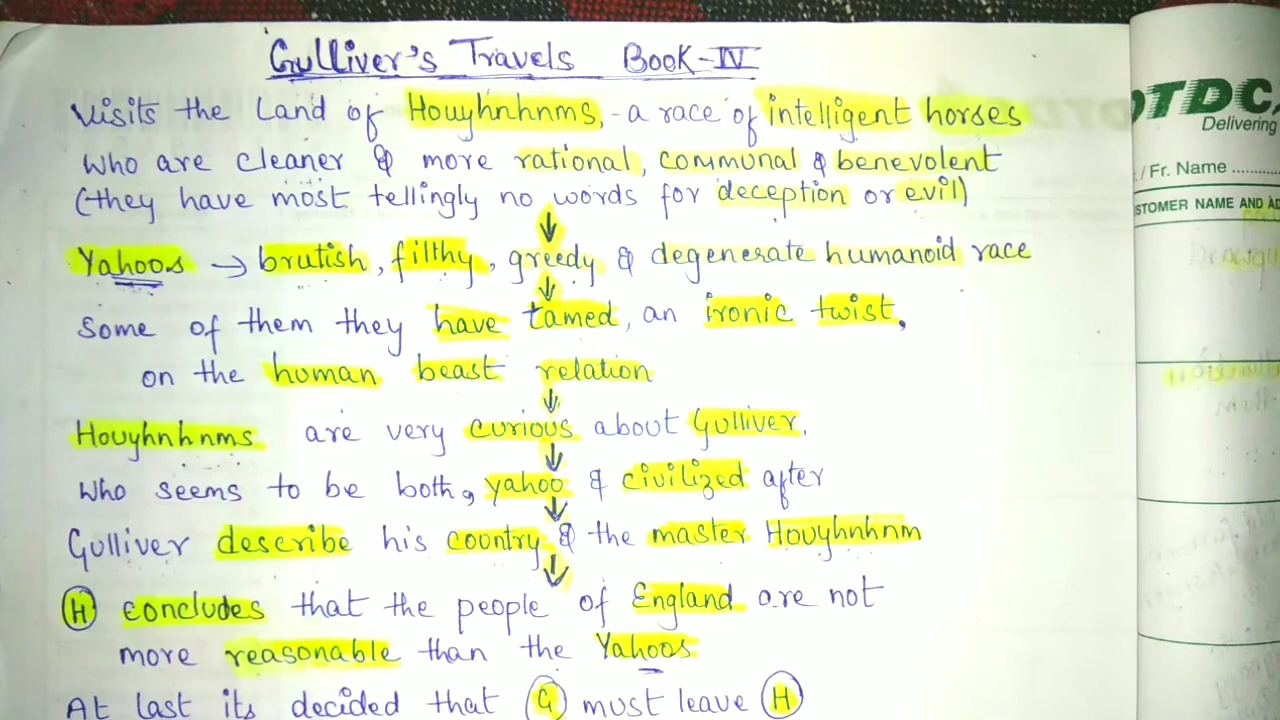 Gulliver's Travels Book-IV
Visits the Land of Houyhnhnms, - a race of intelligent horses
who are cleaner & more rational, communal & benevolent
(they have most tellingly no words for deception or evil)
Yahoos → brutish, filthy, greedy & degenerate humanoid race
Some of them they have tamed, an ironic twist,
on the human beast relation
Houyhnhnms are very curious about Gulliver,
who seems to be both, yahoo & civilized after
Gulliver describe his country & the master Houyhnhnm
(H) concludes that the people of England are not
more reasonable than the Yahoos
At last its decided that (G) must leave (H)
DTDC
Delivering
/ Fr. Name ..........
STOMER NAME AND AD